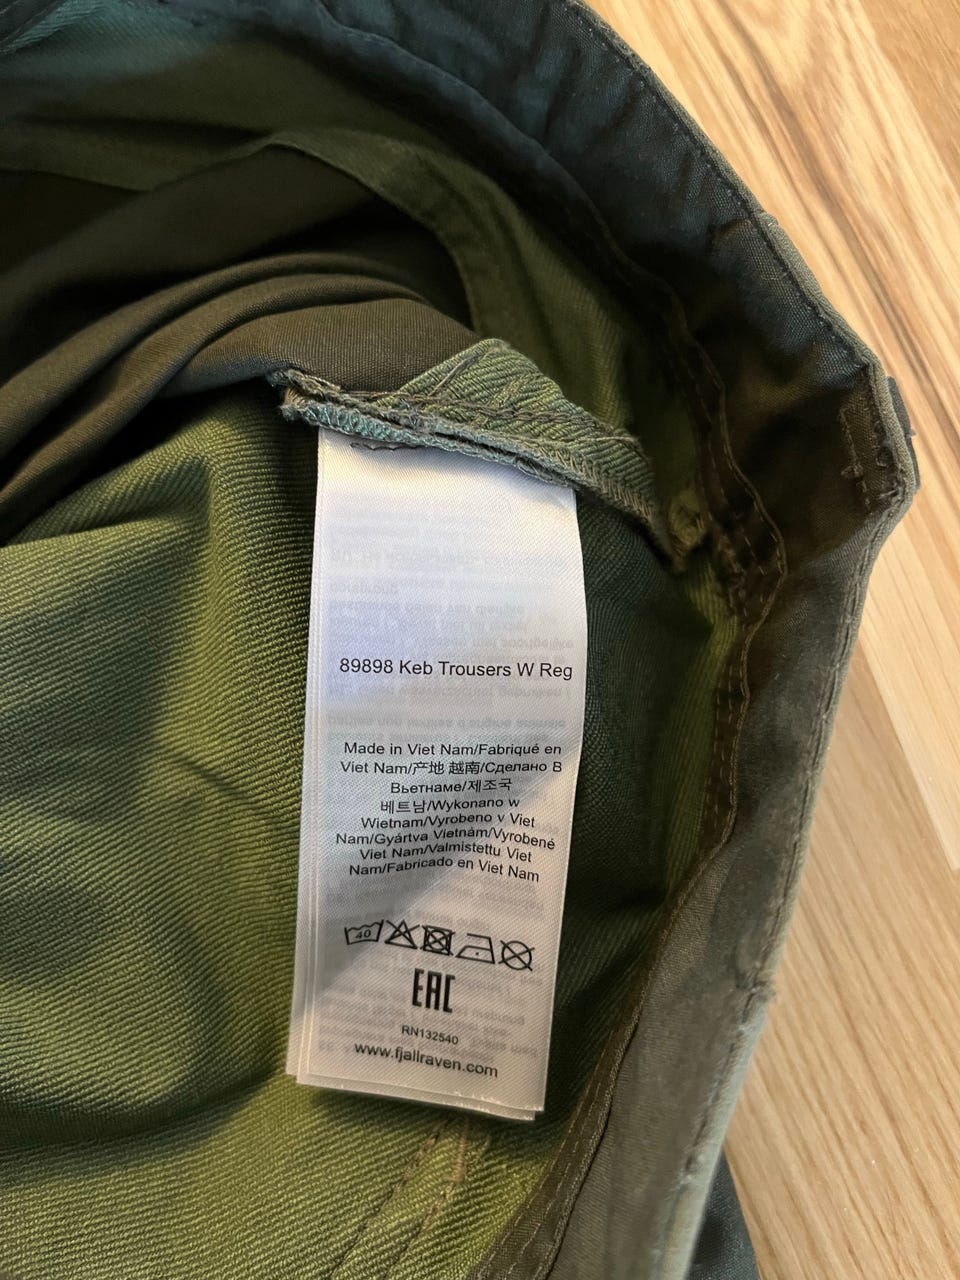 89898 Keb Trousers W Reg
Made in Viet Nam/Fabriqué en
Viet Nam/产地 越南/Сделано В
Вьетнаме/제조국
베트남/Wykonano w
Wietnam/Vyrobeno v Viet
Nam/Gyártva Vietnám/Vyrobené
Viet Nam/Valmistettu Viet
Nam/Fabricado en Viet Nam
40
EAC
RN132540
www.fjallraven.com